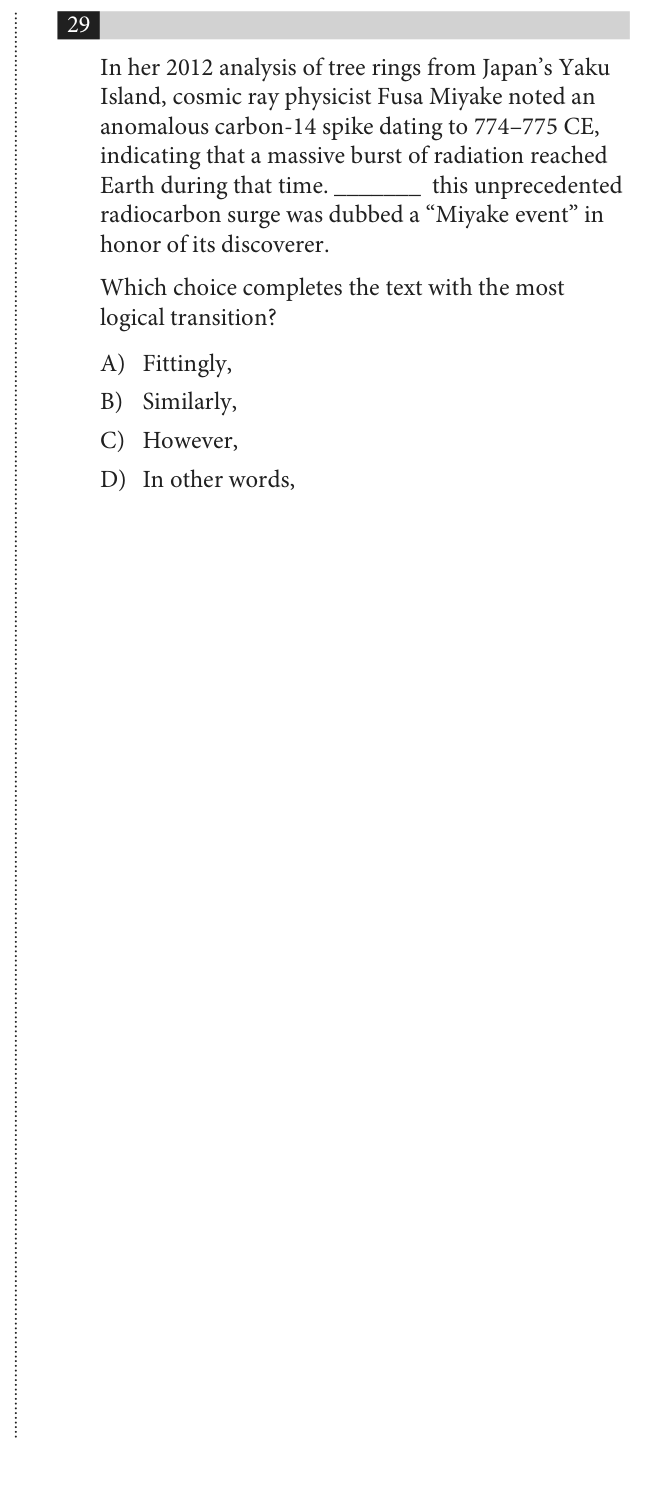 29
In her 2012 analysis of tree rings from Japan’s Yaku
Island, cosmic ray physicist Fusa Miyake noted an
anomalous carbon-14 spike dating to 774–775 CE,
indicating that a massive burst of radiation reached
Earth during that time. _______ this unprecedented
radiocarbon surge was dubbed a “Miyake event” in
honor of its discoverer.
Which choice completes the text with the most
logical transition?
A) Fittingly,
B) Similarly,
C) However,
D) In other words,